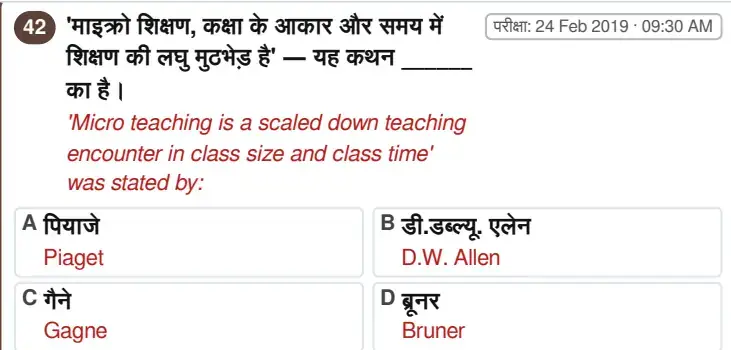 42 'माइक्रो शिक्षण, कक्षा के आकार और समय में
परीक्षा: 24 Feb 2019 · 09:30 AM
शिक्षण की लघु मुठभेड़ है' — यह कथन ______
का है।
'Micro teaching is a scaled down teaching
encounter in class size and class time'
was stated by:
A पियाजे
Piaget
B डी.डब्ल्यू. एलेन
D.W. Allen
C गैने
Gagne
D ब्रूनर
Bruner